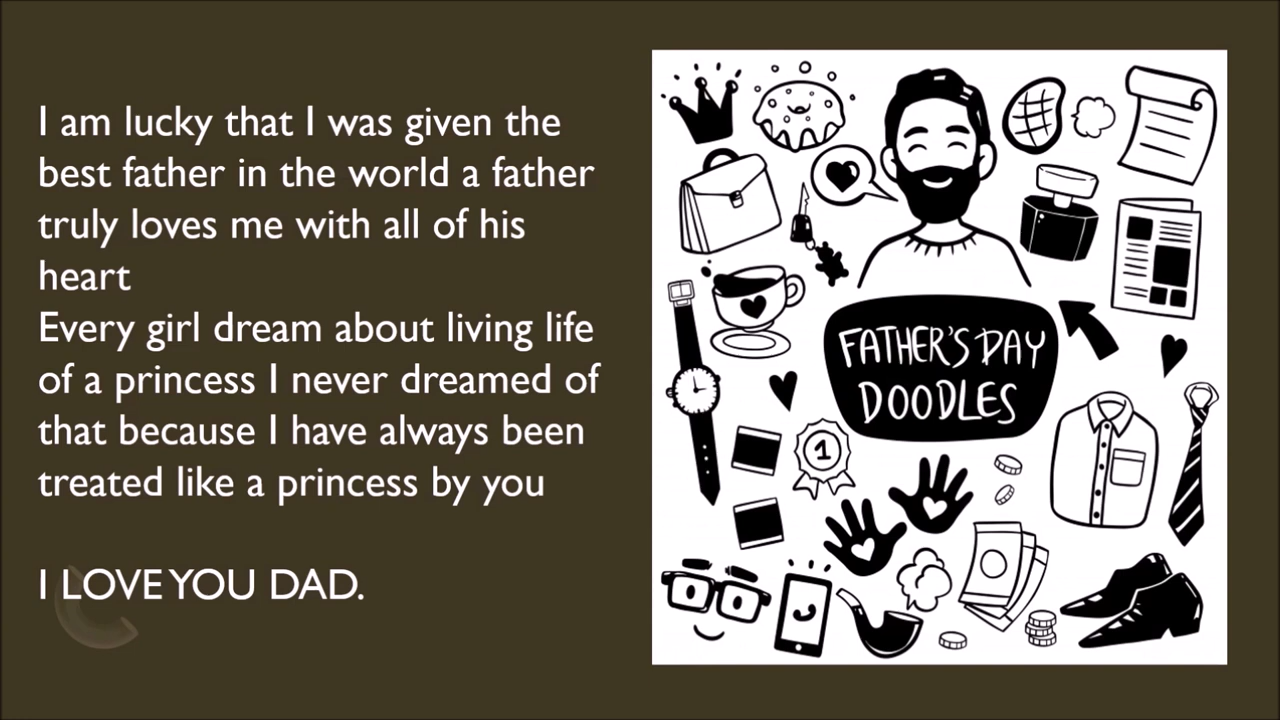 I am lucky that I was given the
best father in the world a father
truly loves me with all of his
heart
Every girl dream about living life
of a princess I never dreamed of
that because I have always been
treated like a princess by you
I LOVE YOU DAD.
FATHER'S DAY
DOODLES
1